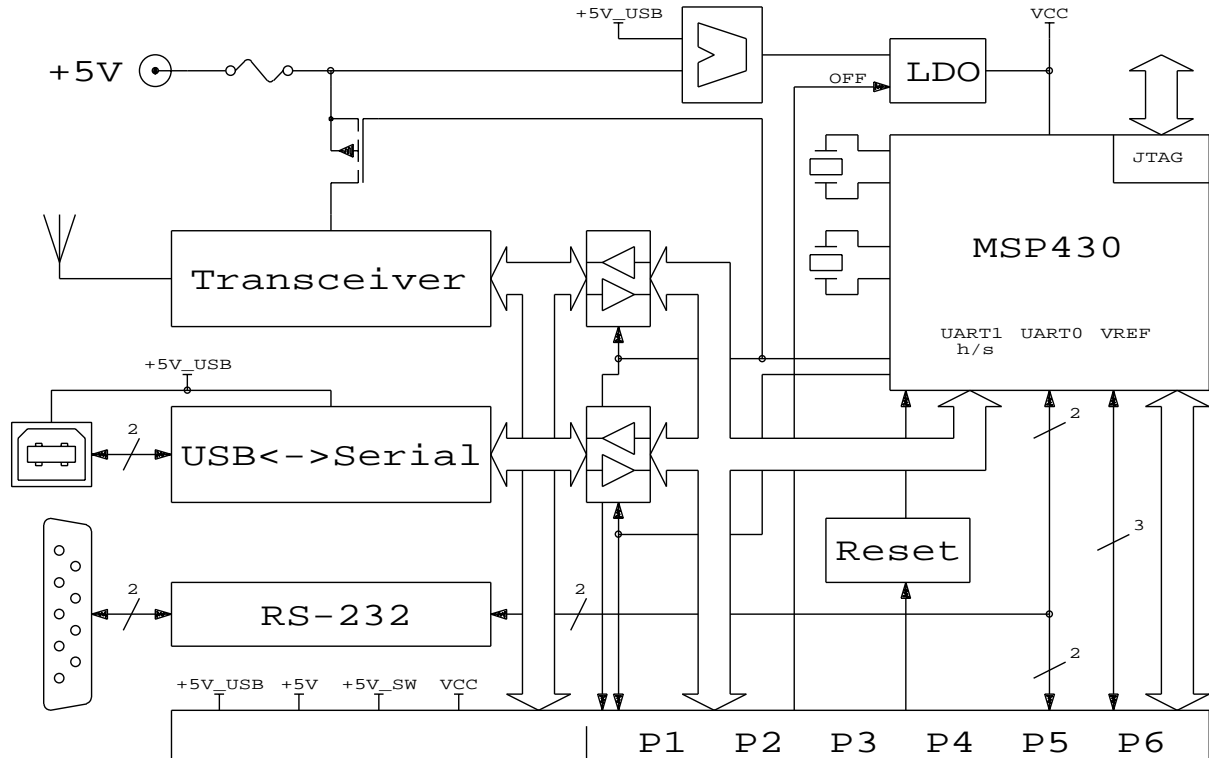 +5V_USB
VCC
+5V
OFF
LDO
JTAG
MSP430
Transceiver
UART1 UART0 VREF
h/s
+5V_USB
2
2
USB<->Serial
3
Reset
2
2
RS-232
2
+5V_USB +5V +5V_SW VCC
P1 P2 P3 P4 P5 P6